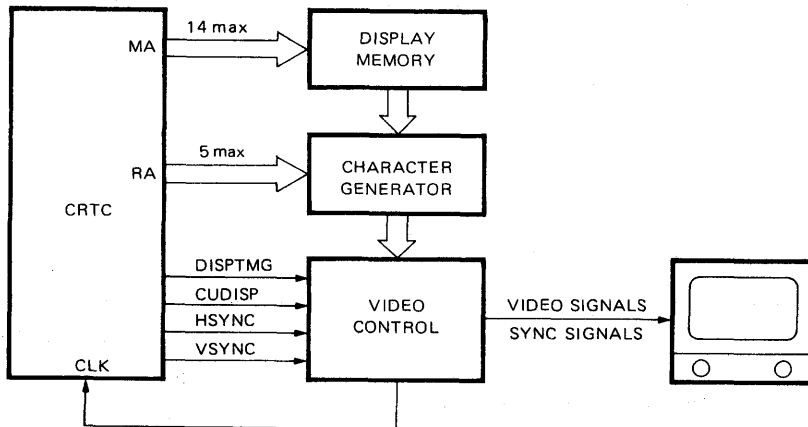 14 max
MA
DISPLAY
MEMORY
5 max
RA
CHARACTER
GENERATOR
CRTC
DISPTMG
CUDISP
HSYNC
VSYNC
VIDEO
CONTROL
VIDEO SIGNALS
SYNC SIGNALS
CLK